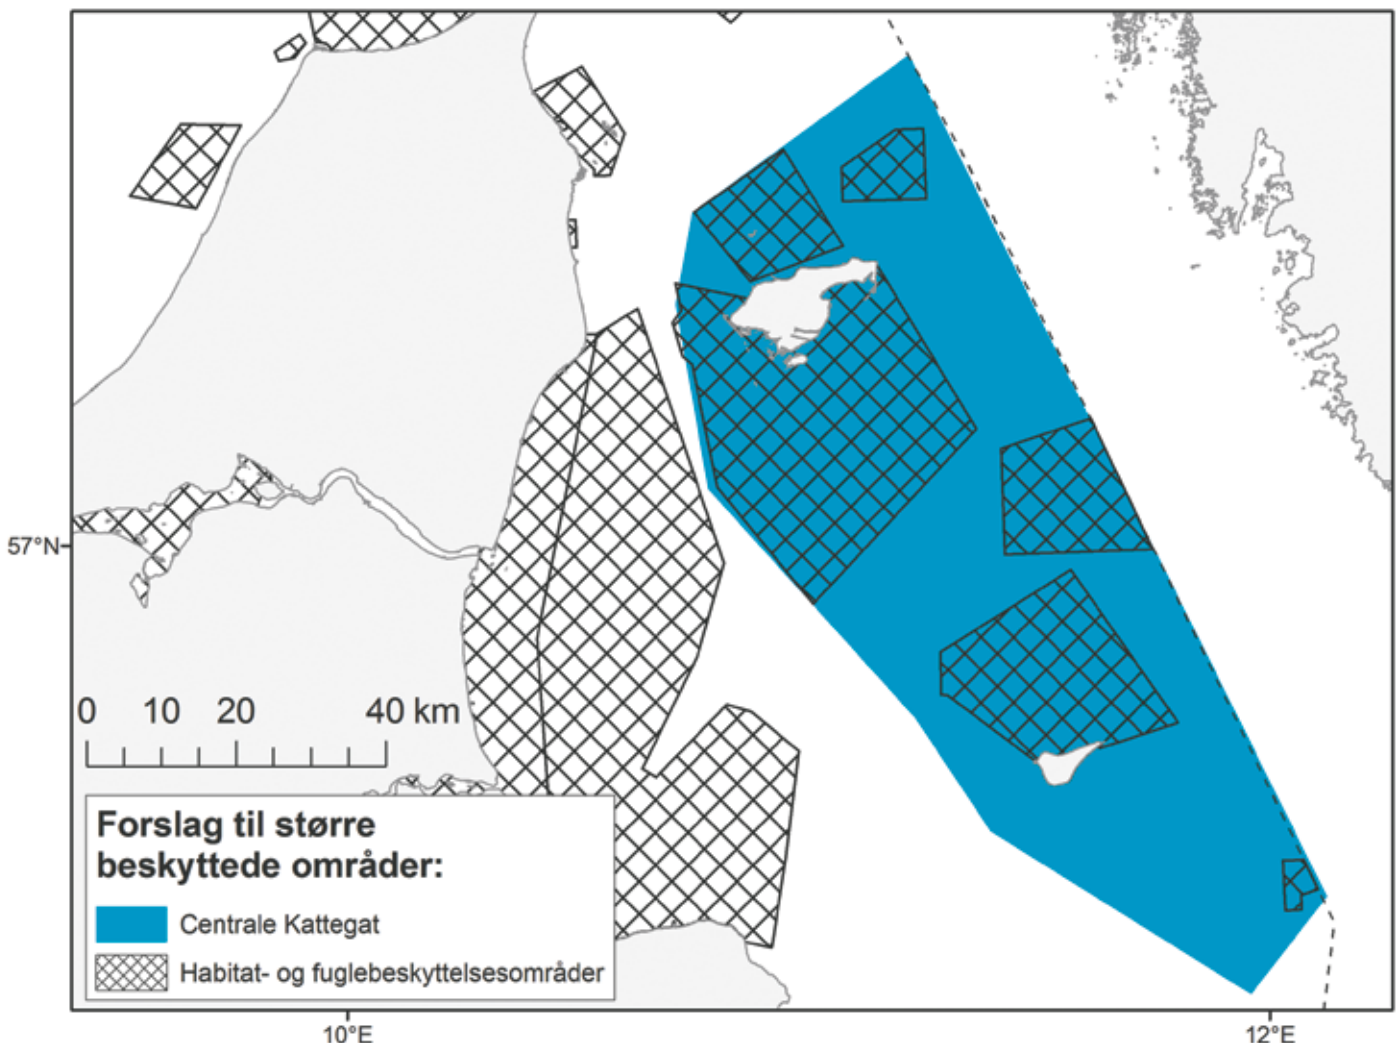 57°N
0 10 20 40 km
Forslag til større
beskyttede områder:
Centrale Kattegat
Habitat- og fuglebeskyttelsesområder
10°E 12°E